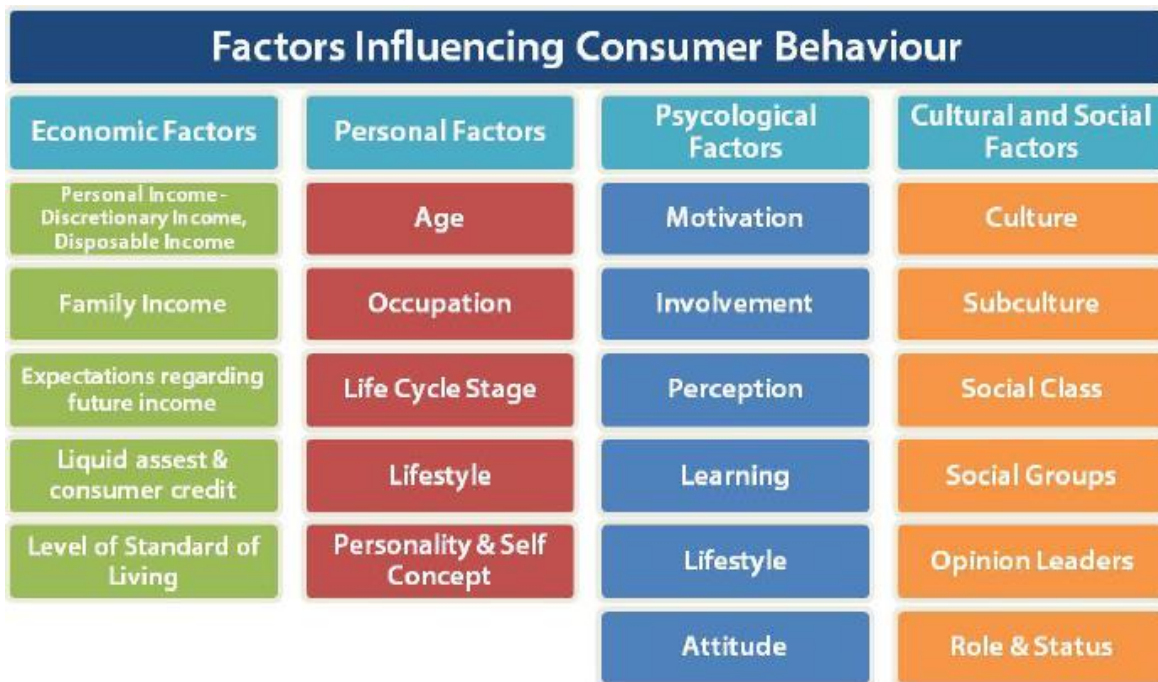 Factors Influencing Consumer Behaviour
Economic Factors
Personal Income-
Discretionary Income,
Disposable Income
Family Income
Expectations regarding
future income
Liquid assest &
consumer credit
Level of Standard of
Living
Personal Factors
Age
Occupation
Life Cycle Stage
Lifestyle
Personality & Self
Concept
Psycological
Factors
Motivation
Involvement
Perception
Learning
Lifestyle
Attitude
Cultural and Social
Factors
Culture
Subculture
Social Class
Social Groups
Opinion Leaders
Role & Status